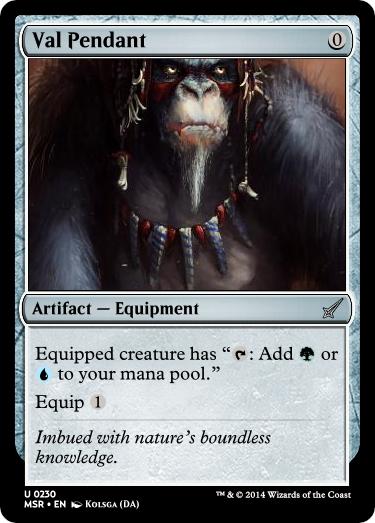 Val Pendant 0
Artifact — Equipment
Equipped creature has “: Add or
to your mana pool.”
Equip 1
Imbued with nature’s boundless
knowledge.
U 0230
MSR • EN Kolsga (DA)
™ & © 2014 Wizards of the Coast